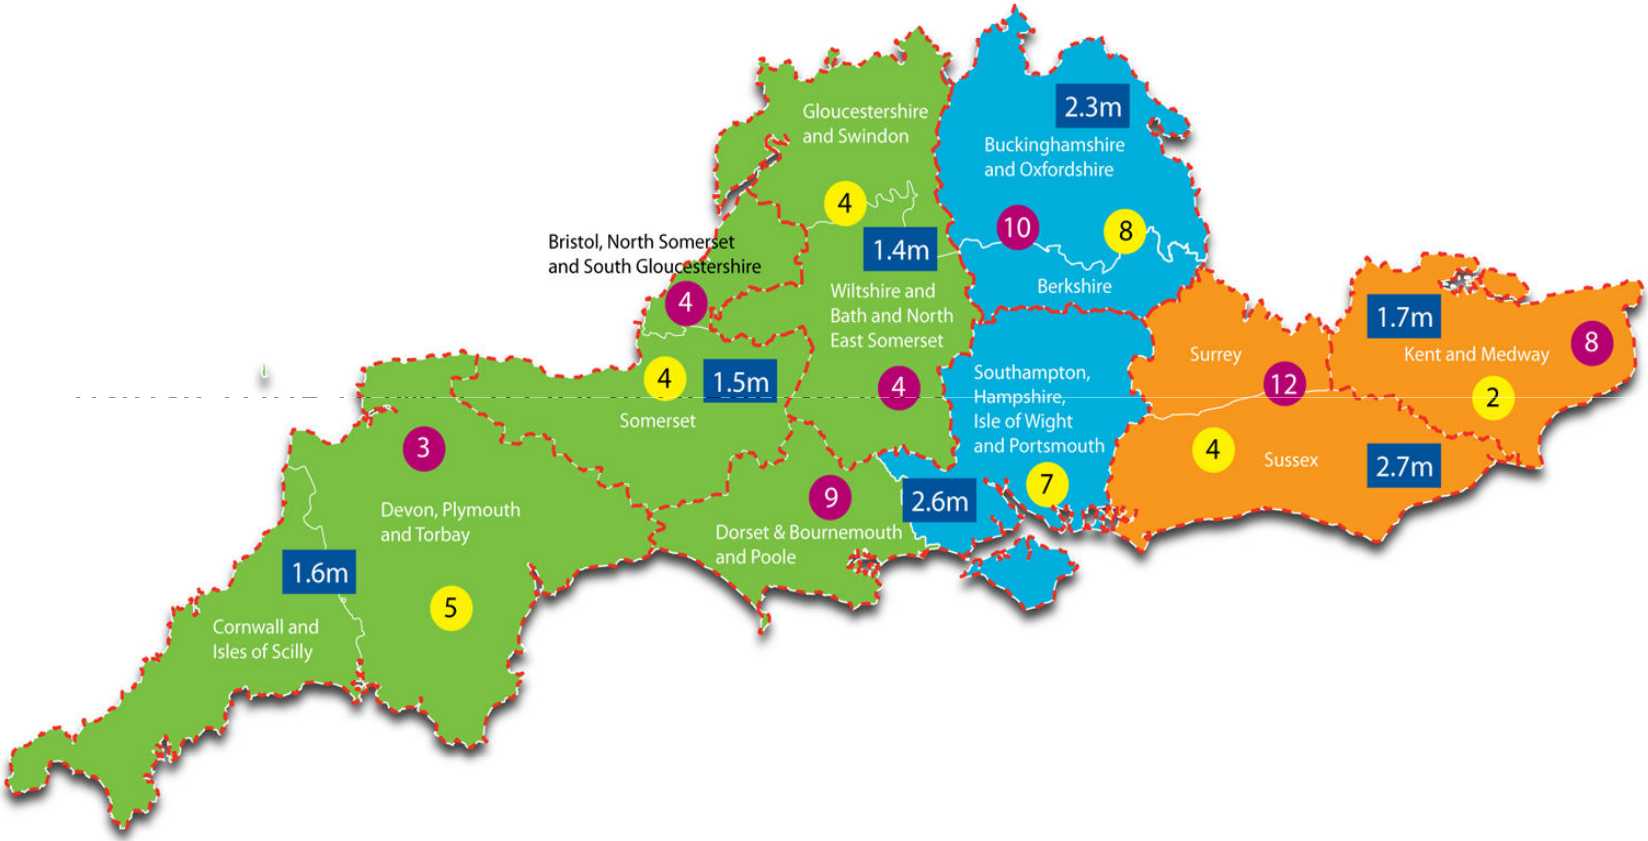 2.3m
Gloucestershire
and Swindon
Buckinghamshire
and Oxfordshire
4
10
8
Bristol, North Somerset
and South Gloucestershire
1.4m
Berkshire
4
Wiltshire and
Bath and North
East Somerset
1.7m
Surrey
Kent and Medway
8
4
1.5m
4
Southampton,
Hampshire,
Isle of Wight
and Portsmouth
12
2
Somerset
3
4
Sussex
2.7m
7
9
2.6m
Devon, Plymouth
and Torbay
Dorset & Bournemouth
and Poole
1.6m
5
Cornwall and
Isles of Scilly